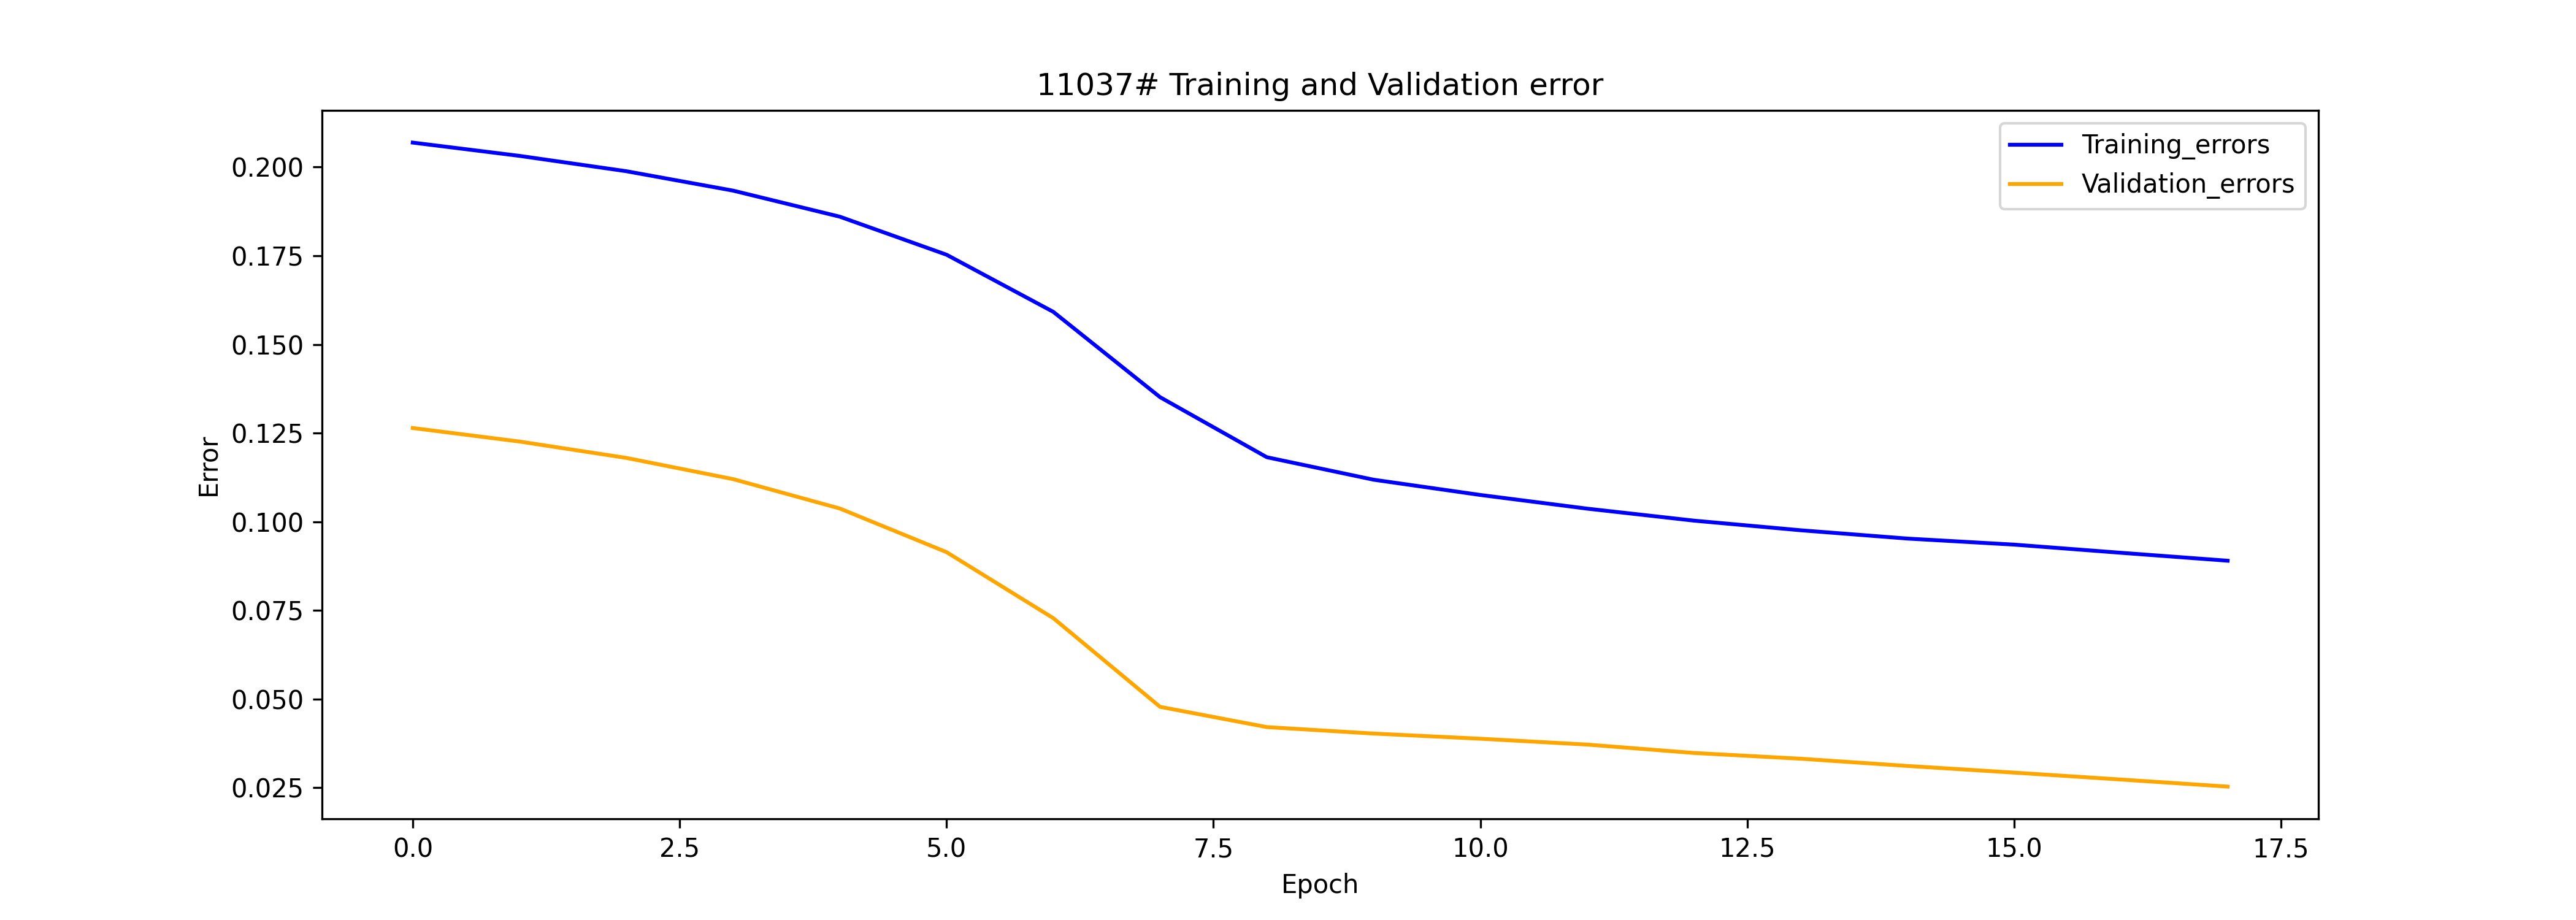 11037# Training and Validation error
Training_errors
Validation_errors
0.200
0.175
0.150
0.125
0.100
0.075
0.050
0.025
Error
0.0 2.5 5.0 7.5 10.0 12.5 15.0 17.5
Epoch